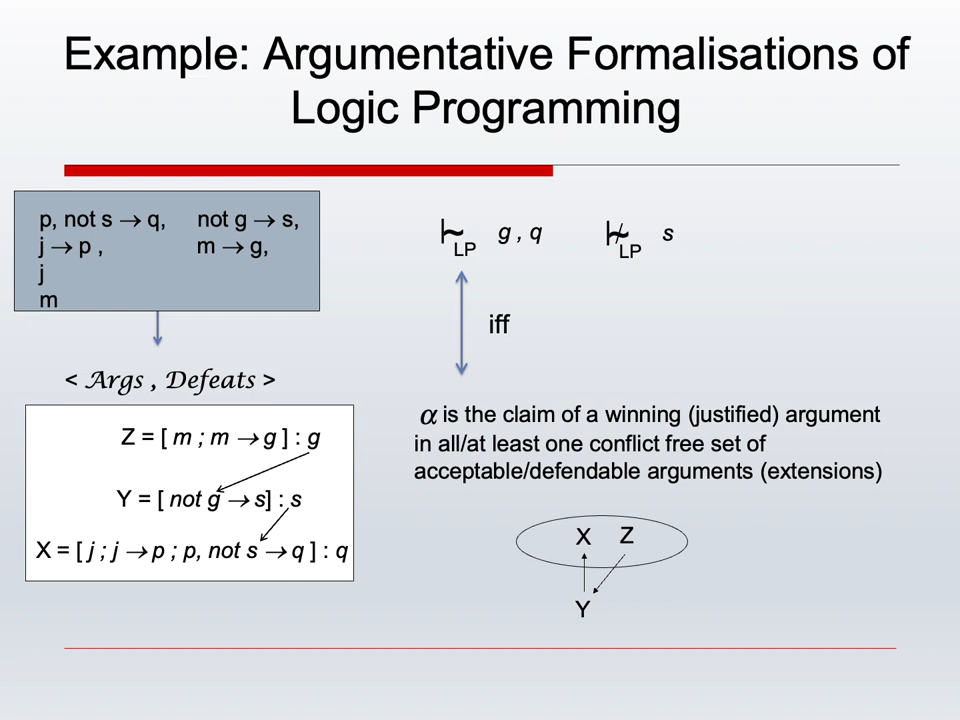 Example: Argumentative Formalisations of
Logic Programming
p, not s → q, not g → s,
j → p , m → g,
j
m
< Args , Defeats >
Z = [ m ; m → g ] : g
Y = [ not g → s] : s
X = [ j ; j → p ; p, not s → q ] : q
|~LP g , q |≁LP s
iff
α is the claim of a winning (justified) argument
in all/at least one conflict free set of
acceptable/defendable arguments (extensions)
X Z
Y